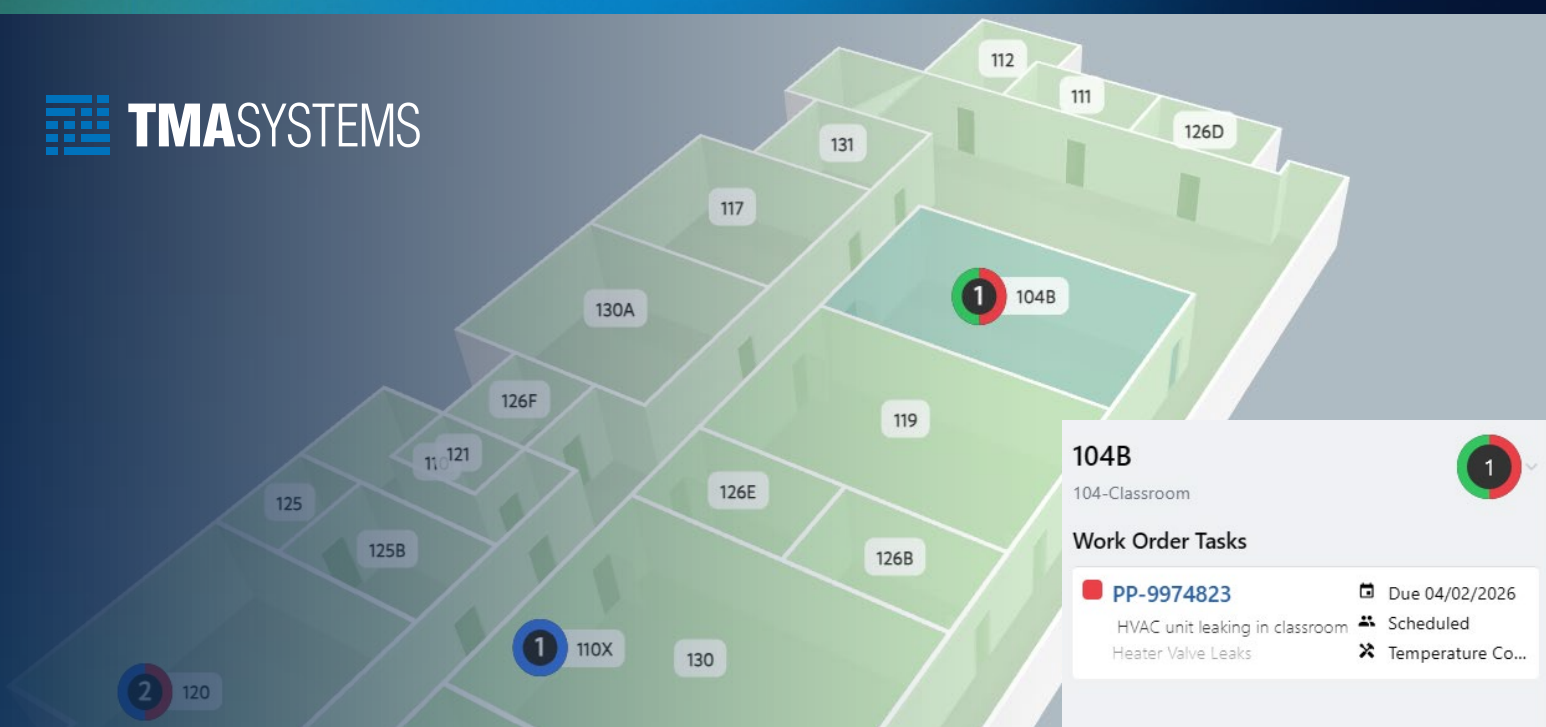 TMASYSTEMS
112
111
126D
131
117
1 104B
130A
126F
119
121
125
126E
125B
126B
1 110X
130
2 120
104B
1
104-Classroom
Work Order Tasks
PP-9974823
Due 04/02/2026
HVAC unit leaking in classroom
Scheduled
Heater Valve Leaks
Temperature Co...